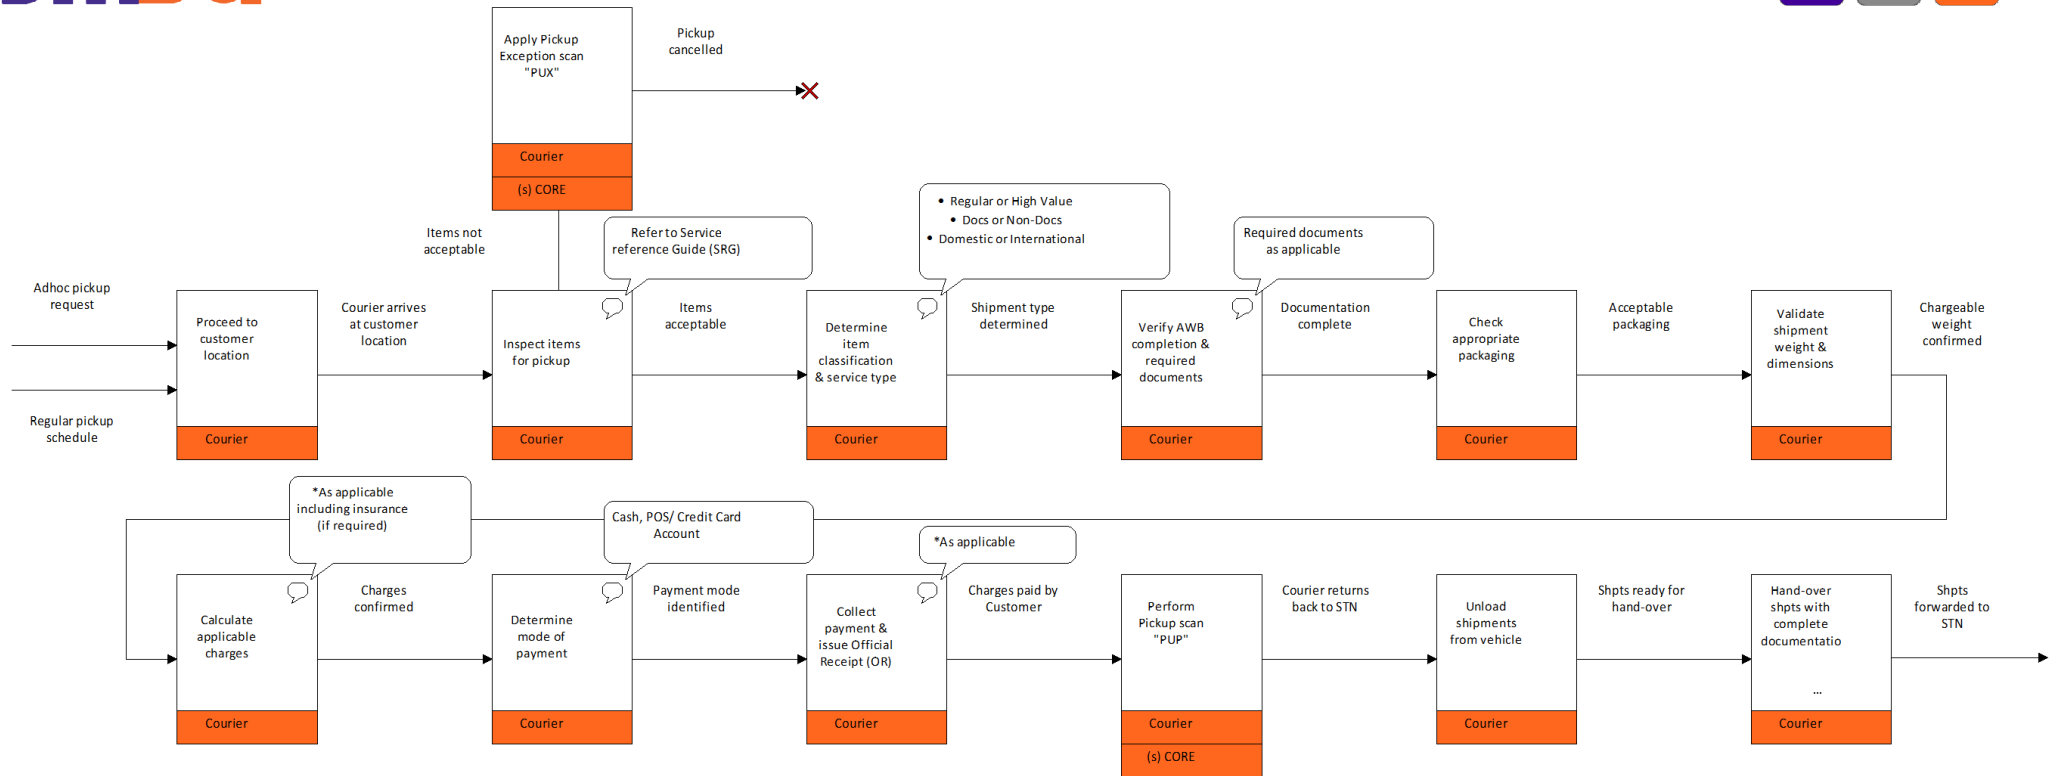 Apply Pickup
Exception scan
"PUX"
Courier
(s) CORE
Pickup
cancelled
Items not
acceptable
Refer to Service
reference Guide (SRG)
• Regular or High Value
• Docs or Non-Docs
• Domestic or International
Required documents
as applicable
Adhoc pickup
request
Regular pickup
schedule
Proceed to
customer
location
Courier
Courier arrives
at customer
location
Inspect items
for pickup
Courier
Items
acceptable
Determine
item
classification
& service type
Courier
Shipment type
determined
Verify AWB
completion &
required
documents
Courier
Documentation
complete
Check
appropriate
packaging
Courier
Acceptable
packaging
Validate
shipment
weight &
dimensions
Courier
Chargeable
weight
confirmed
*As applicable
including insurance
(if required)
Cash, POS/ Credit Card
Account
*As applicable
Calculate
applicable
charges
Courier
Charges
confirmed
Determine
mode of
payment
Courier
Payment mode
identified
Collect
payment &
issue Official
Receipt (OR)
Courier
Charges paid by
Customer
Perform
Pickup scan
"PUP"
Courier
(s) CORE
Courier returns
back to STN
Unload
shipments
from vehicle
Courier
Shpts ready for
hand-over
Hand-over
shpts with
complete
documentatio
...
Courier
Shpts
forwarded to
STN